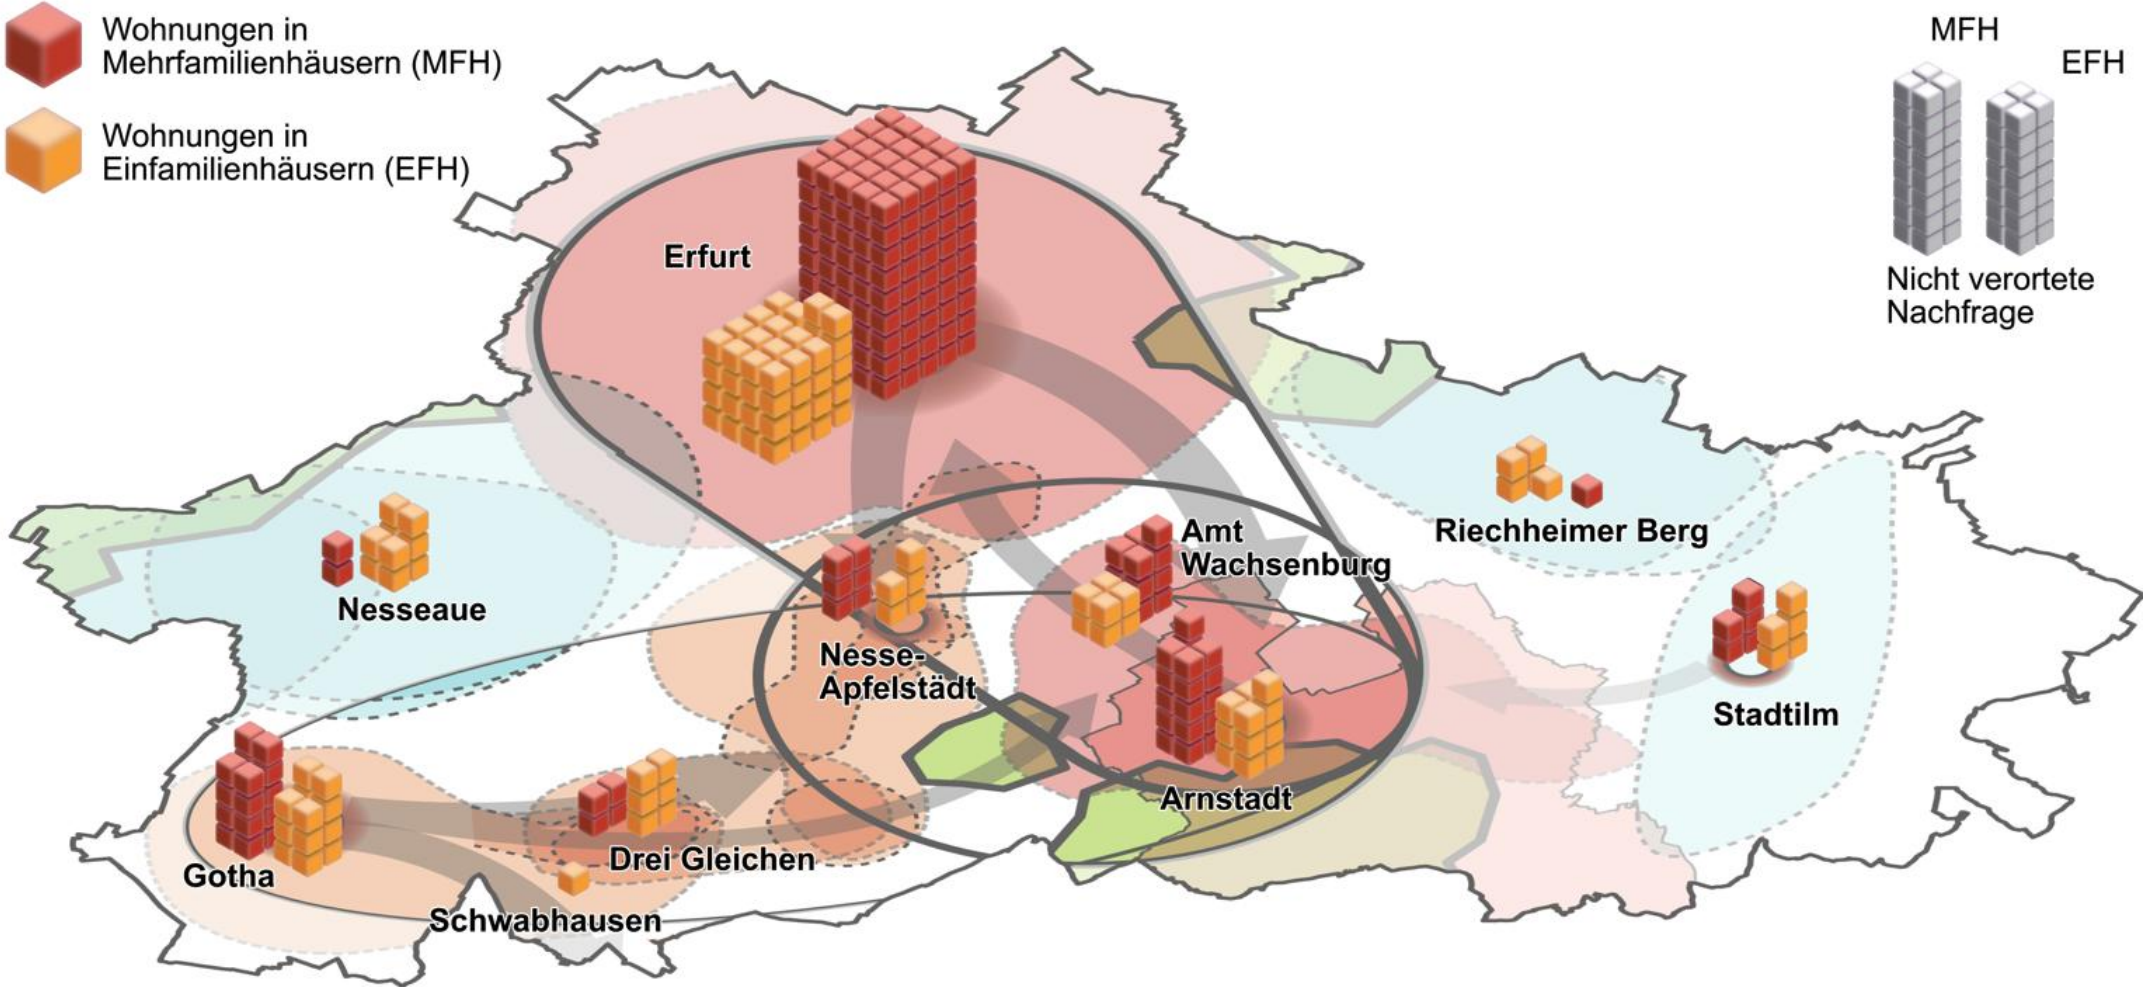 Wohnungen in
Mehrfamilienhäusern (MFH)
Wohnungen in
Einfamilienhäusern (EFH)
MFH
EFH
Nicht verortete
Nachfrage
Erfurt
Amt
Wachsenburg
Riechheimer Berg
Nesseaue
Nesse-
Apfelstädt
Stadtilm
Arnstadt
Drei Gleichen
Gotha
Schwabhausen